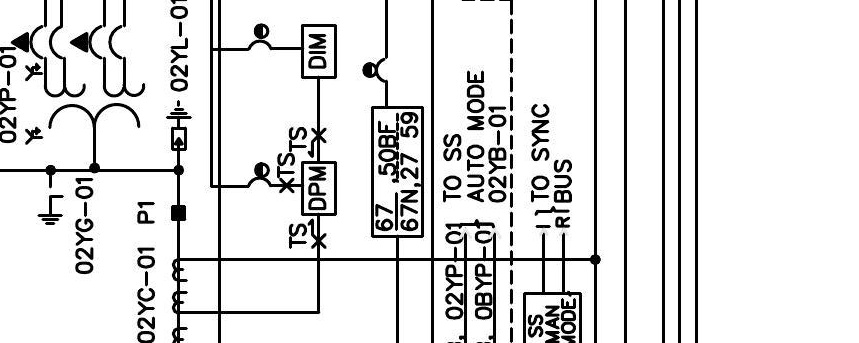 02YP-01
02YL-01
02YG-01
P1
02YC-01
DIM
TS
TS
DPM
TS
67 50BF
67N,27 59
TO SS
AUTO MODE
02YB-01
02YP-01
0BYP-01
TO SYNC
BUS
SS
MAN
MODE